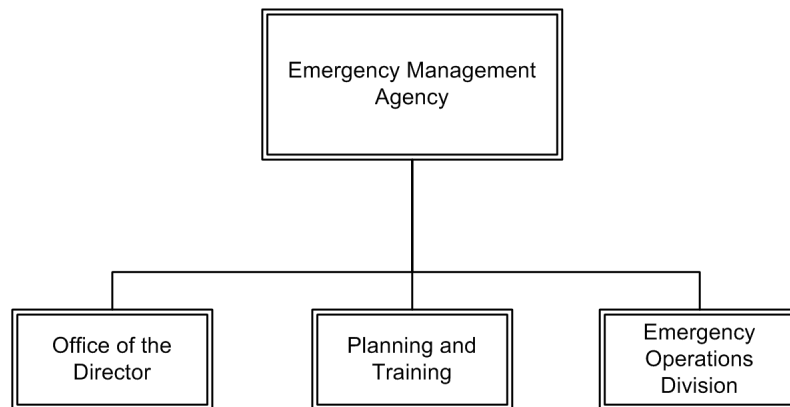 Emergency Management
Agency
Office of the
Director
Planning and
Training
Emergency
Operations
Division